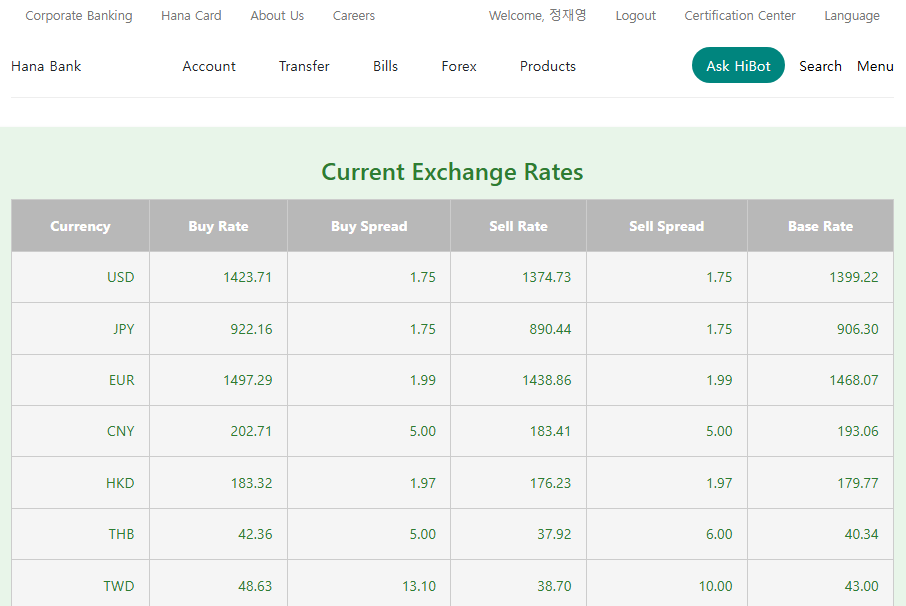 Corporate Banking Hana Card About Us Careers Welcome, 정재영 Logout Certification Center Language
Hana Bank Account Transfer Bills Forex Products Ask HiBot Search Menu
Current Exchange Rates
Currency Buy Rate Buy Spread Sell Rate Sell Spread Base Rate
USD 1423.71 1.75 1374.73 1.75 1399.22
JPY 922.16 1.75 890.44 1.75 906.30
EUR 1497.29 1.99 1438.86 1.99 1468.07
CNY 202.71 5.00 183.41 5.00 193.06
HKD 183.32 1.97 176.23 1.97 179.77
THB 42.36 5.00 37.92 6.00 40.34
TWD 48.63 13.10 38.70 10.00 43.00